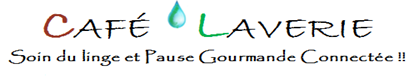 CAFÉ LAVERIE
Soin du linge et Pause Gourmande Connectée !!